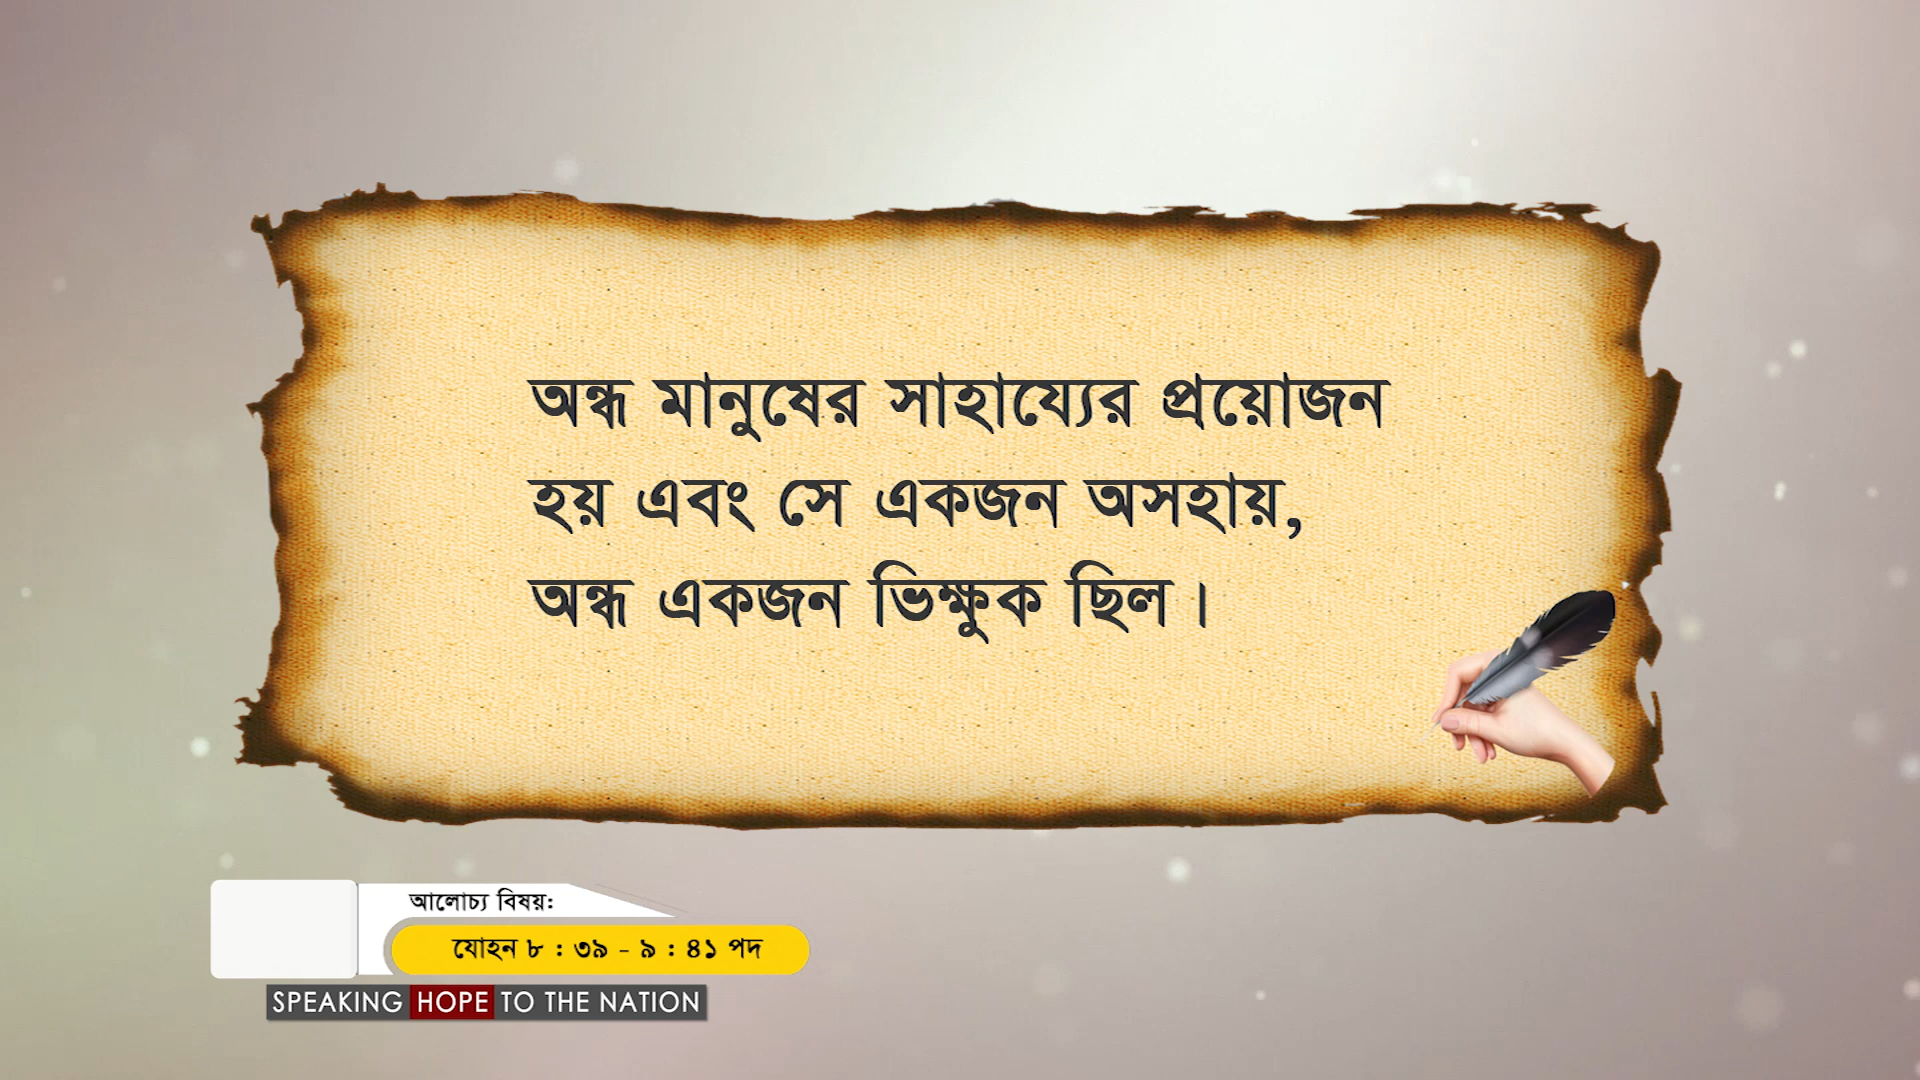 অন্ধ মানুষের সাহায্যের প্রয়োজন
হয় এবং সে একজন অসহায়,
অন্ধ একজন ভিক্ষুক ছিল।
আলোচ্য বিষয়:
যোহন ৮ : ৩৯ - ৯ : ৪১ পদ
SPEAKING HOPE TO THE NATION